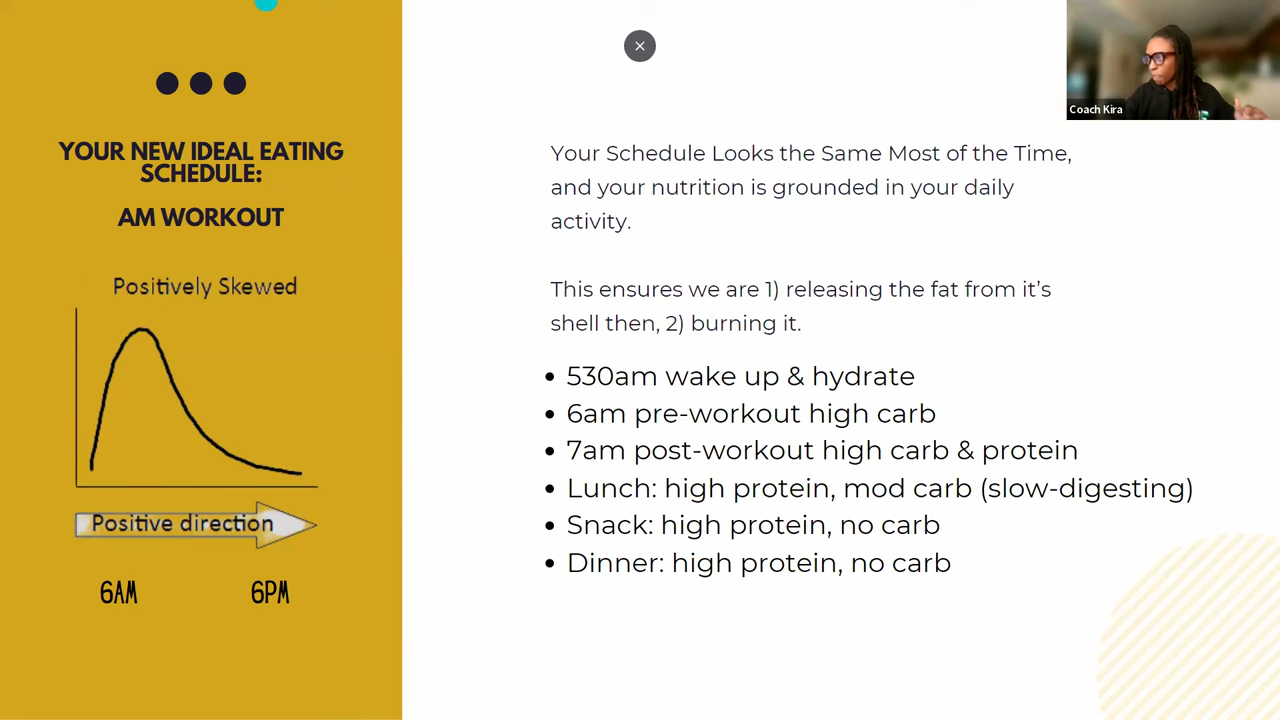 YOUR NEW IDEAL EATING
SCHEDULE:
AM WORKOUT
Positively Skewed
Positive direction
6AM
6PM
Your Schedule Looks the Same Most of the Time,
and your nutrition is grounded in your daily
activity.
This ensures we are 1) releasing the fat from it's
shell then, 2) burning it.
• 530am wake up & hydrate
• 6am pre-workout high carb
• 7am post-workout high carb & protein
• Lunch: high protein, mod carb (slow-digesting)
• Snack: high protein, no carb
• Dinner: high protein, no carb
Coach Kira